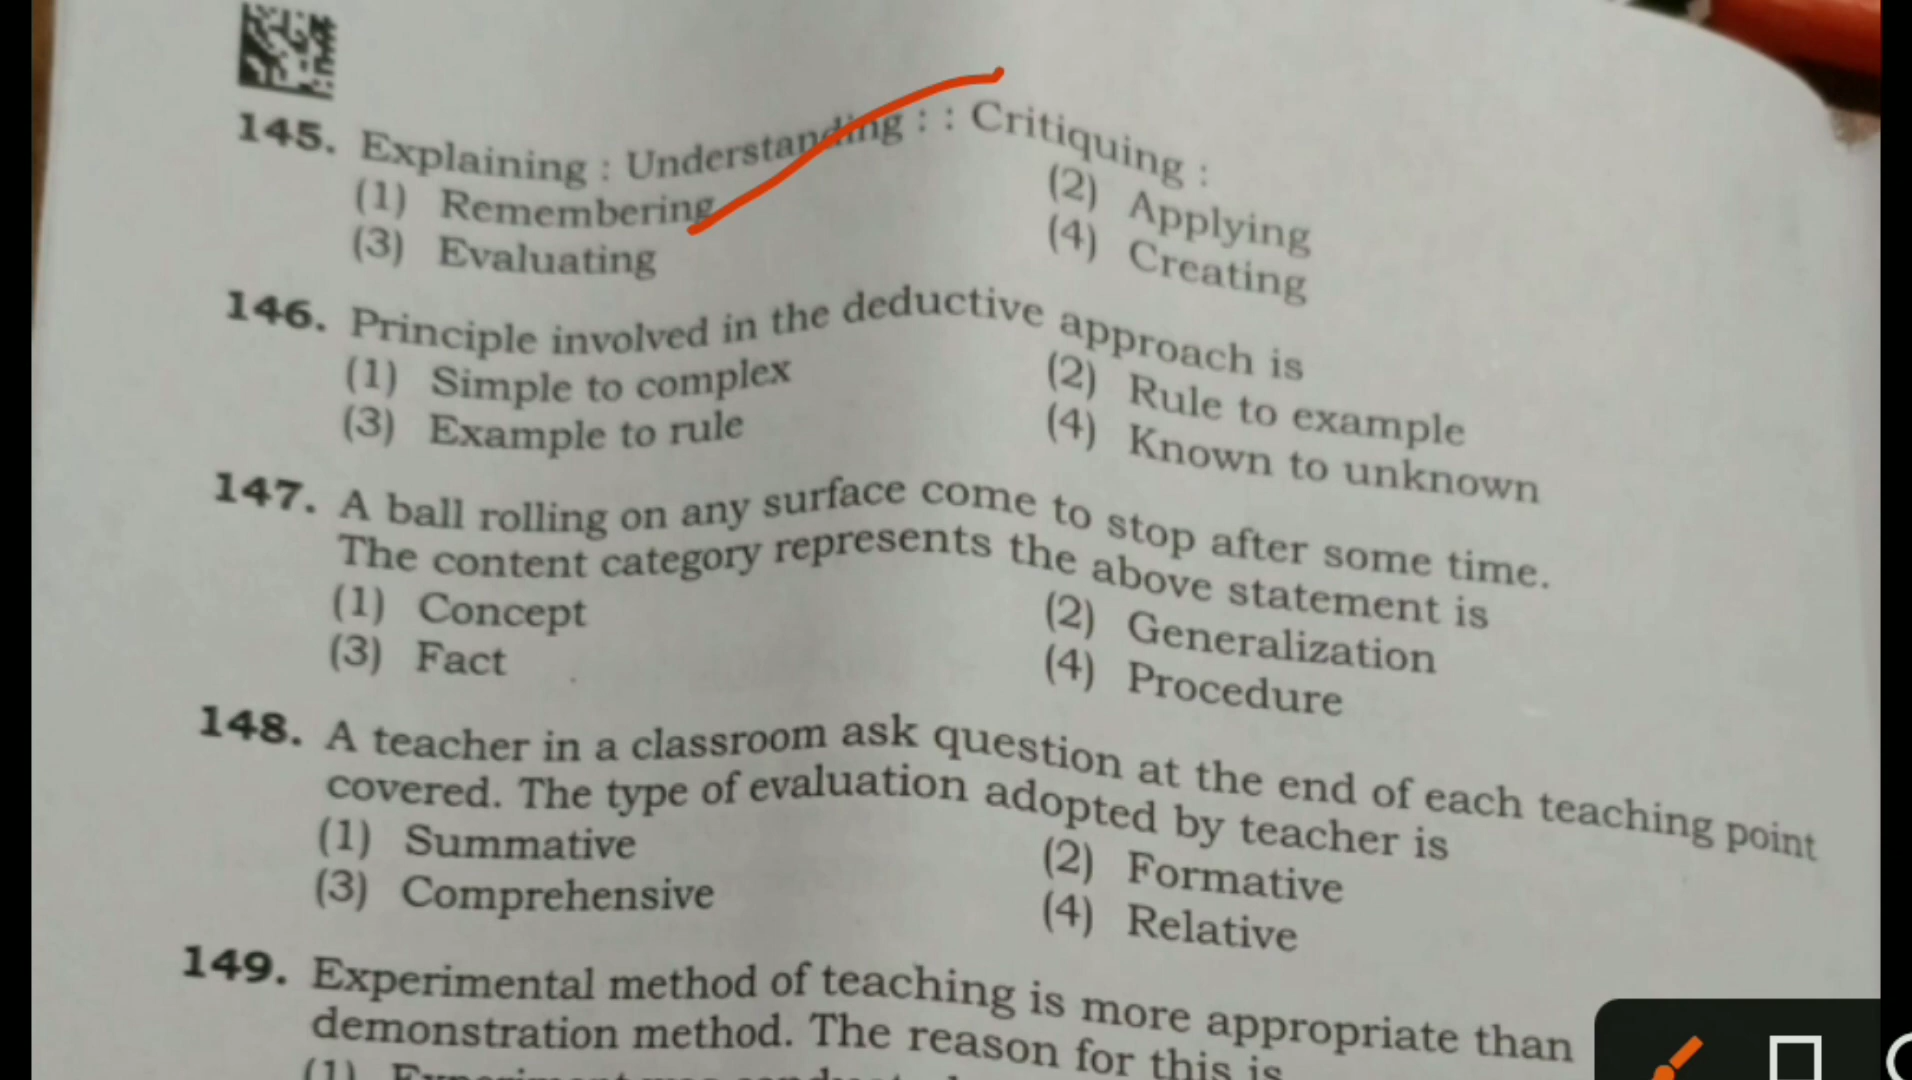 145. Explaining : Understanding : : Critiquing :
(1) Remembering (2) Applying
(3) Evaluating (4) Creating
146. Principle involved in the deductive approach is
(1) Simple to complex (2) Rule to example
(3) Example to rule (4) Known to unknown
147. A ball rolling on any surface come to stop after some time.
The content category represents the above statement is
(1) Concept (2) Generalization
(3) Fact (4) Procedure
148. A teacher in a classroom ask question at the end of each teaching point
covered. The type of evaluation adopted by teacher is
(1) Summative (2) Formative
(3) Comprehensive (4) Relative
149. Experimental method of teaching is more appropriate than
demonstration method. The reason for this is
(1)